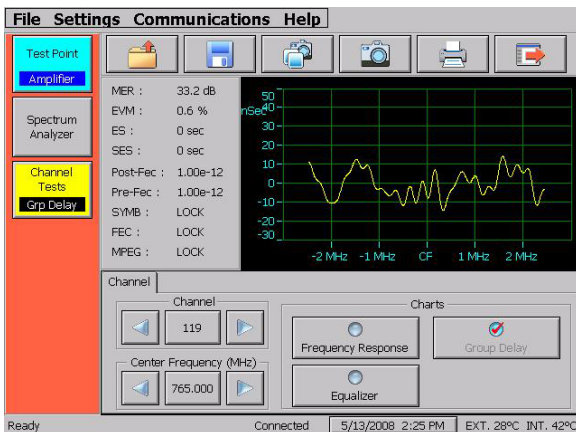 File Settings Communications Help
Test Point
Amplifier
Spectrum
Analyzer
Channel
Tests
Grp Delay
MER : 33.2 dB
EVM : 0.6 %
ES : 0 sec
SES : 0 sec
Post-Fec : 1.00e-12
Pre-Fec : 1.00e-12
SYMB : LOCK
FEC : LOCK
MPEG : LOCK
50
nSec
40
30
20
10
0
-10
-20
-30
-2 MHz -1 MHz CF 1 MHz 2 MHz
Channel
Channel
119
Center Frequency (MHz)
765.000
Charts
Frequency Response
Group Delay
Equalizer
Ready Connected 5/13/2008 2:25 PM EXT. 28ºC INT. 42ºC